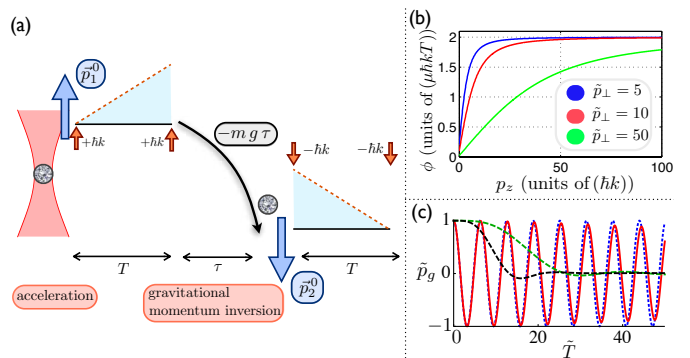 (a)
p⃗₁⁰
+ħk
+ħk
−m g τ
−ħk
−ħk
T
τ
T
p⃗₂⁰
acceleration
gravitational
momentum inversion
(b)
ϕ (units of (μħkT))
2
1.5
1
0.5
0
0
50
100
p_z (units of (ħk))
p̃⊥ = 5
p̃⊥ = 10
p̃⊥ = 50
(c)
p̃_g
1
0
−1
0
20
40
T̃